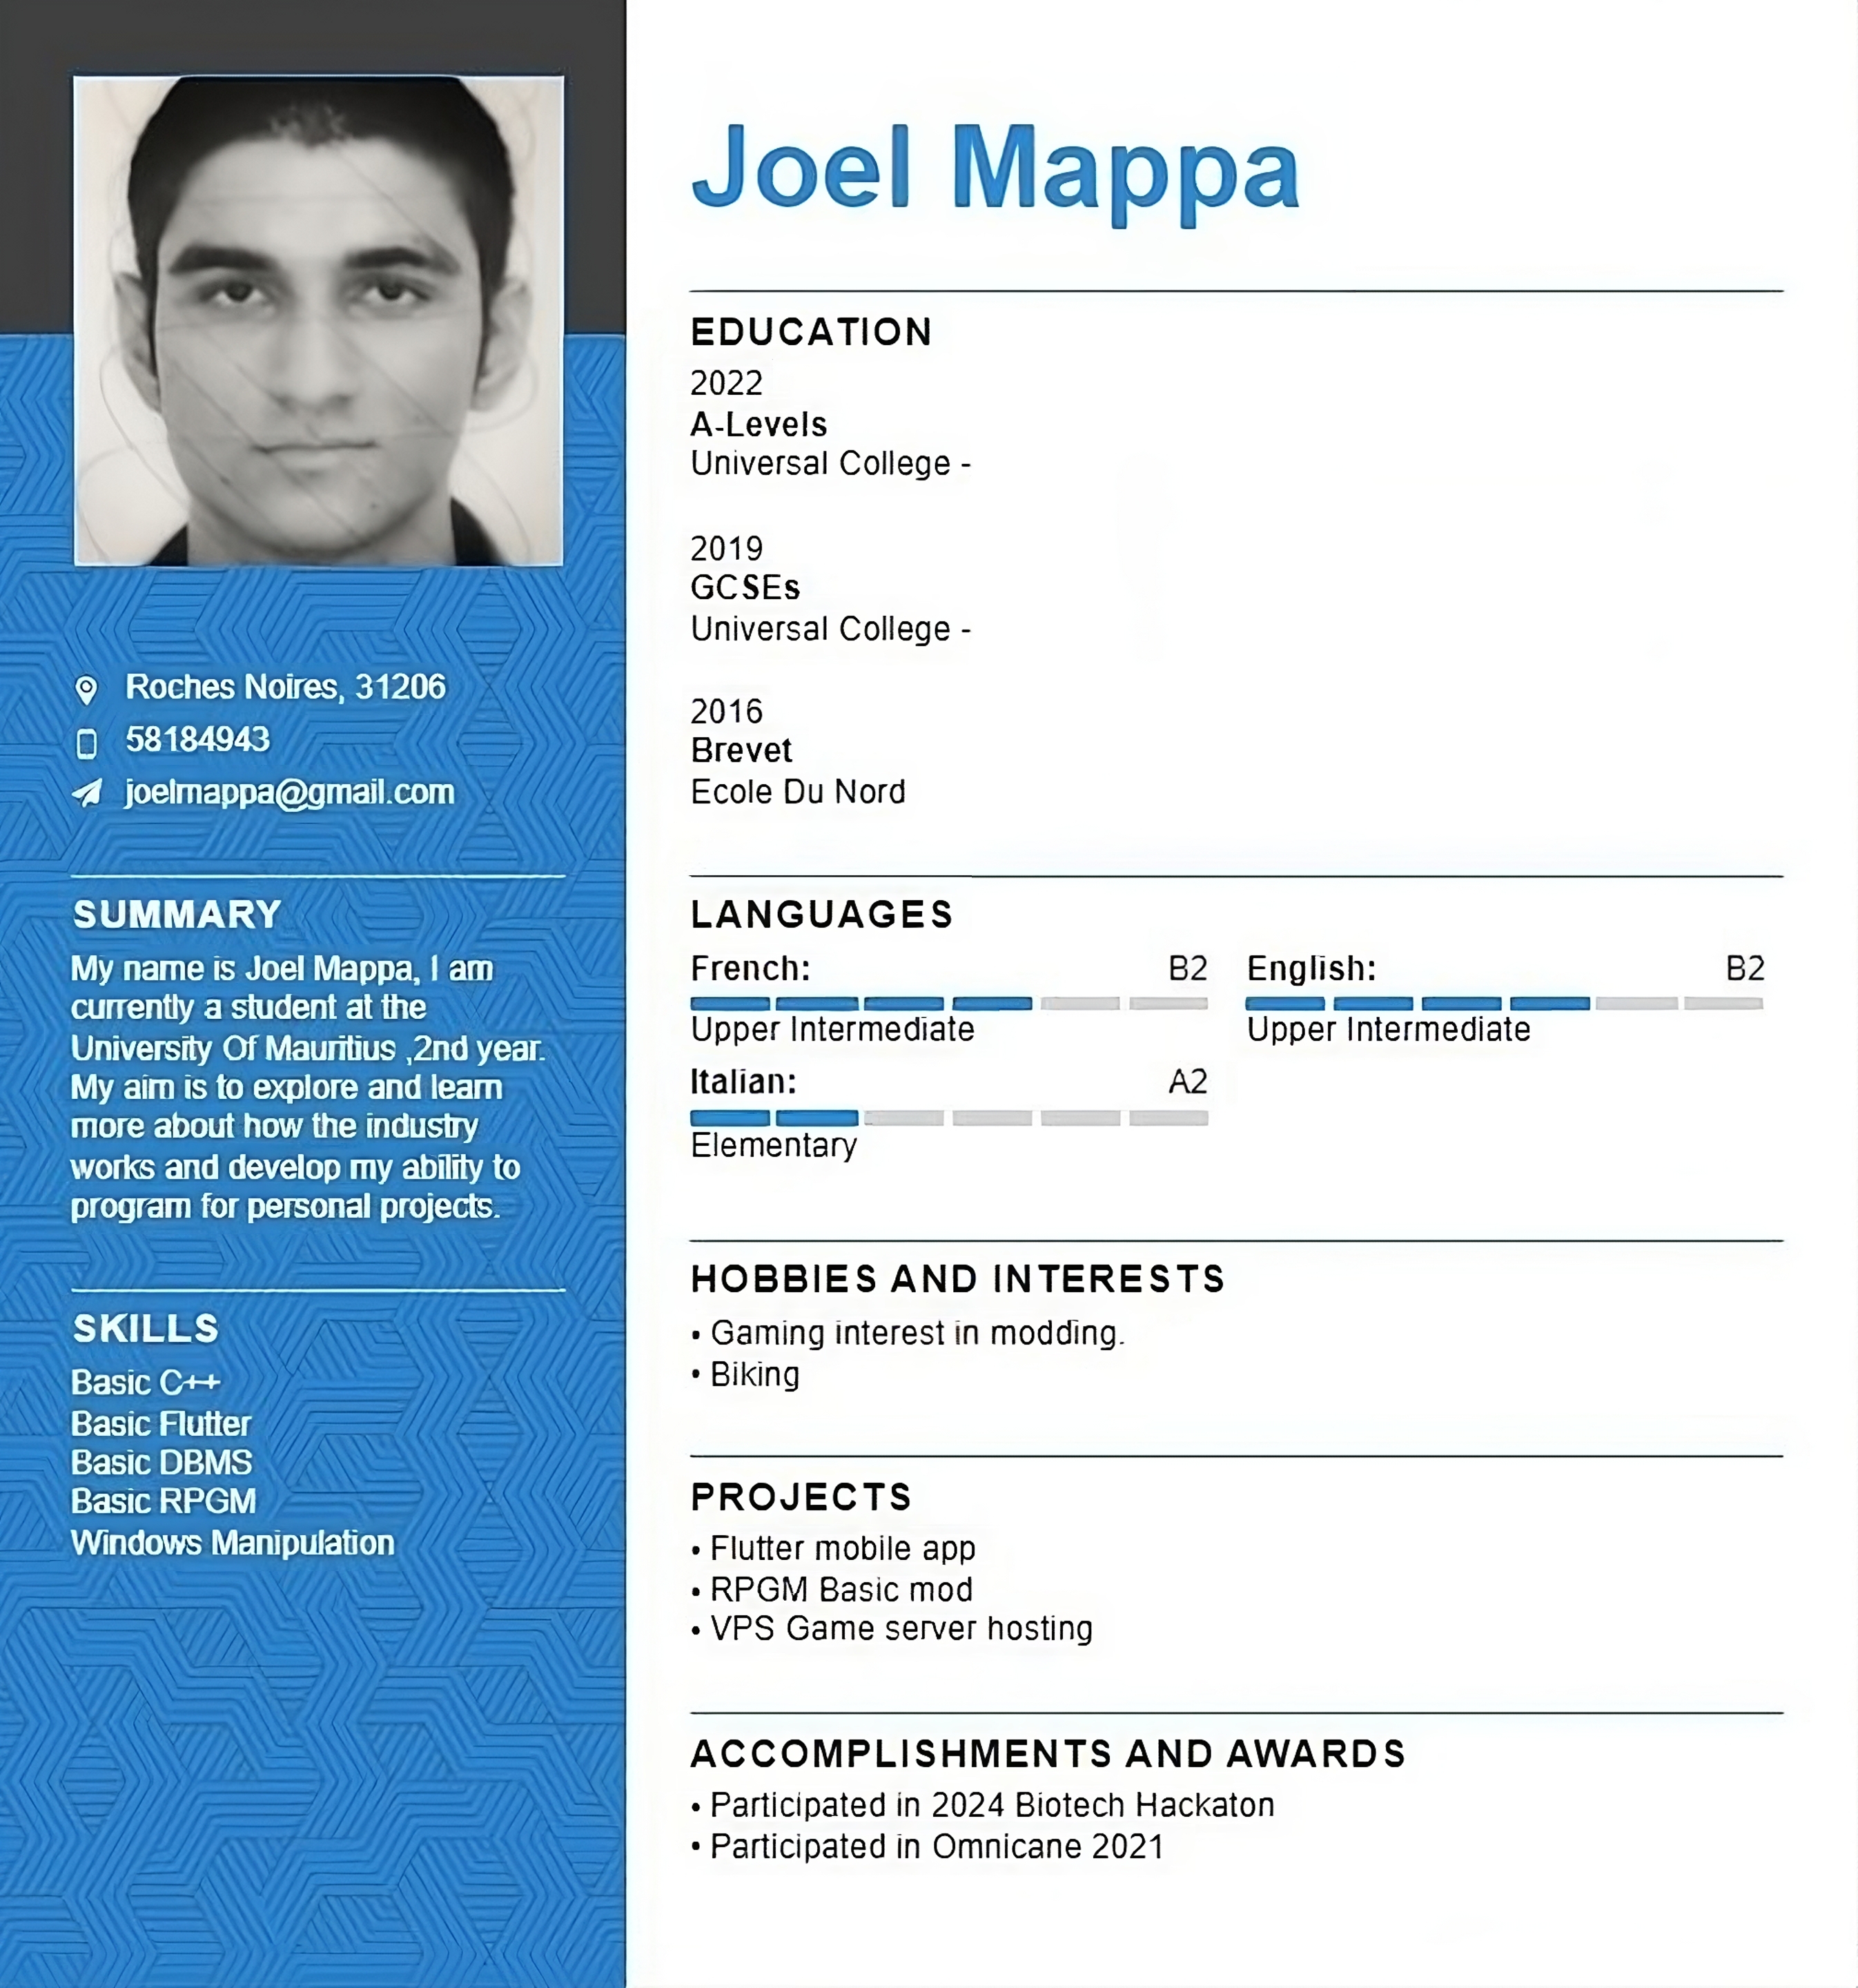 Joel Mappa
Roches Noires, 31206
58184943
joelmappa@gmail.com
SUMMARY
My name is Joel Mappa, I am
currently a student at the
University Of Mauritius ,2nd year.
My aim is to explore and learn
more about how the industry
works and develop my ability to
program for personal projects.
SKILLS
Basic C++
Basic Flutter
Basic DBMS
Basic RPGM
Windows Manipulation
EDUCATION
2022
A-Levels
Universal College -
2019
GCSEs
Universal College -
2016
Brevet
Ecole Du Nord
LANGUAGES
French: B2
Upper Intermediate
English: B2
Upper Intermediate
Italian: A2
Elementary
HOBBIES AND INTERESTS
• Gaming interest in modding.
• Biking
PROJECTS
• Flutter mobile app
• RPGM Basic mod
• VPS Game server hosting
ACCOMPLISHMENTS AND AWARDS
• Participated in 2024 Biotech Hackaton
• Participated in Omnicane 2021